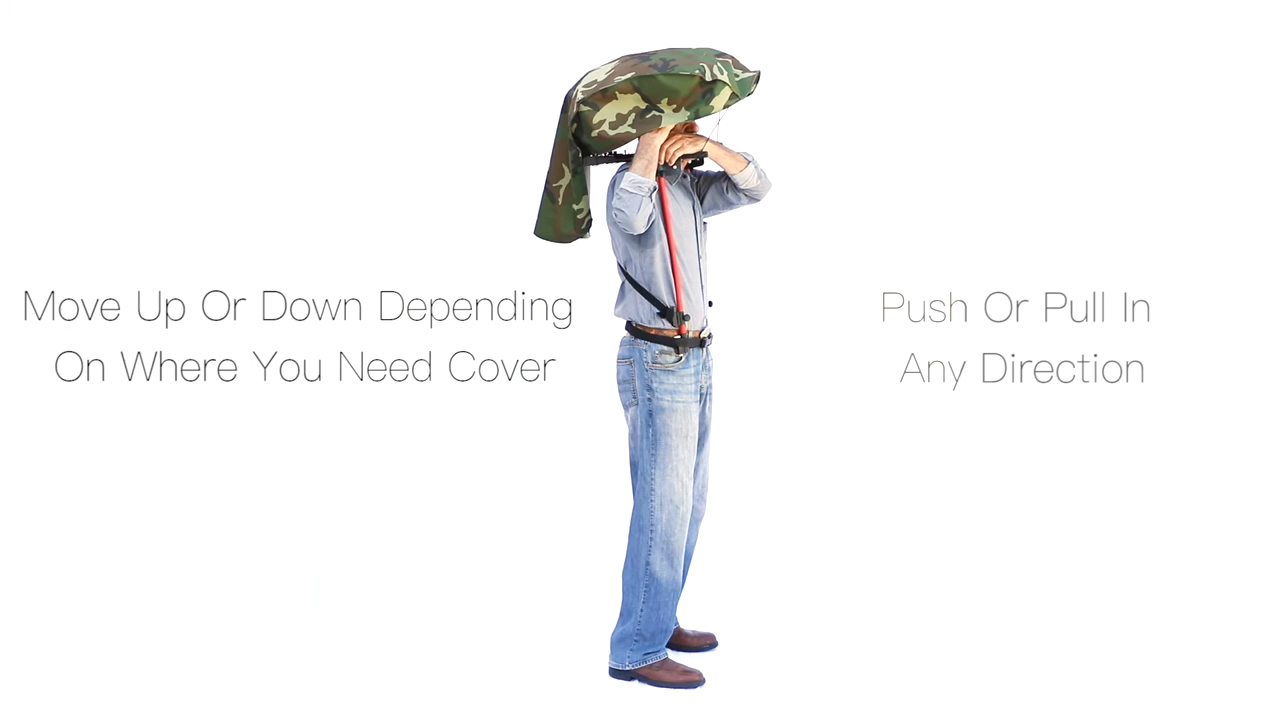 Move Up Or Down Depending
On Where You Need Cover
Push Or Pull In
Any Direction